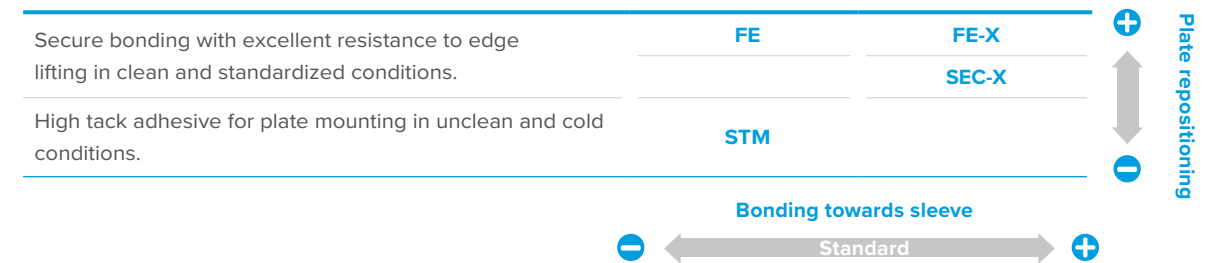 Secure bonding with excellent resistance to edge
lifting in clean and standardized conditions.
FE
FE-X
SEC-X
High tack adhesive for plate mounting in unclean and cold
conditions.
STM
Plate repositioning
Bonding towards sleeve
Standard